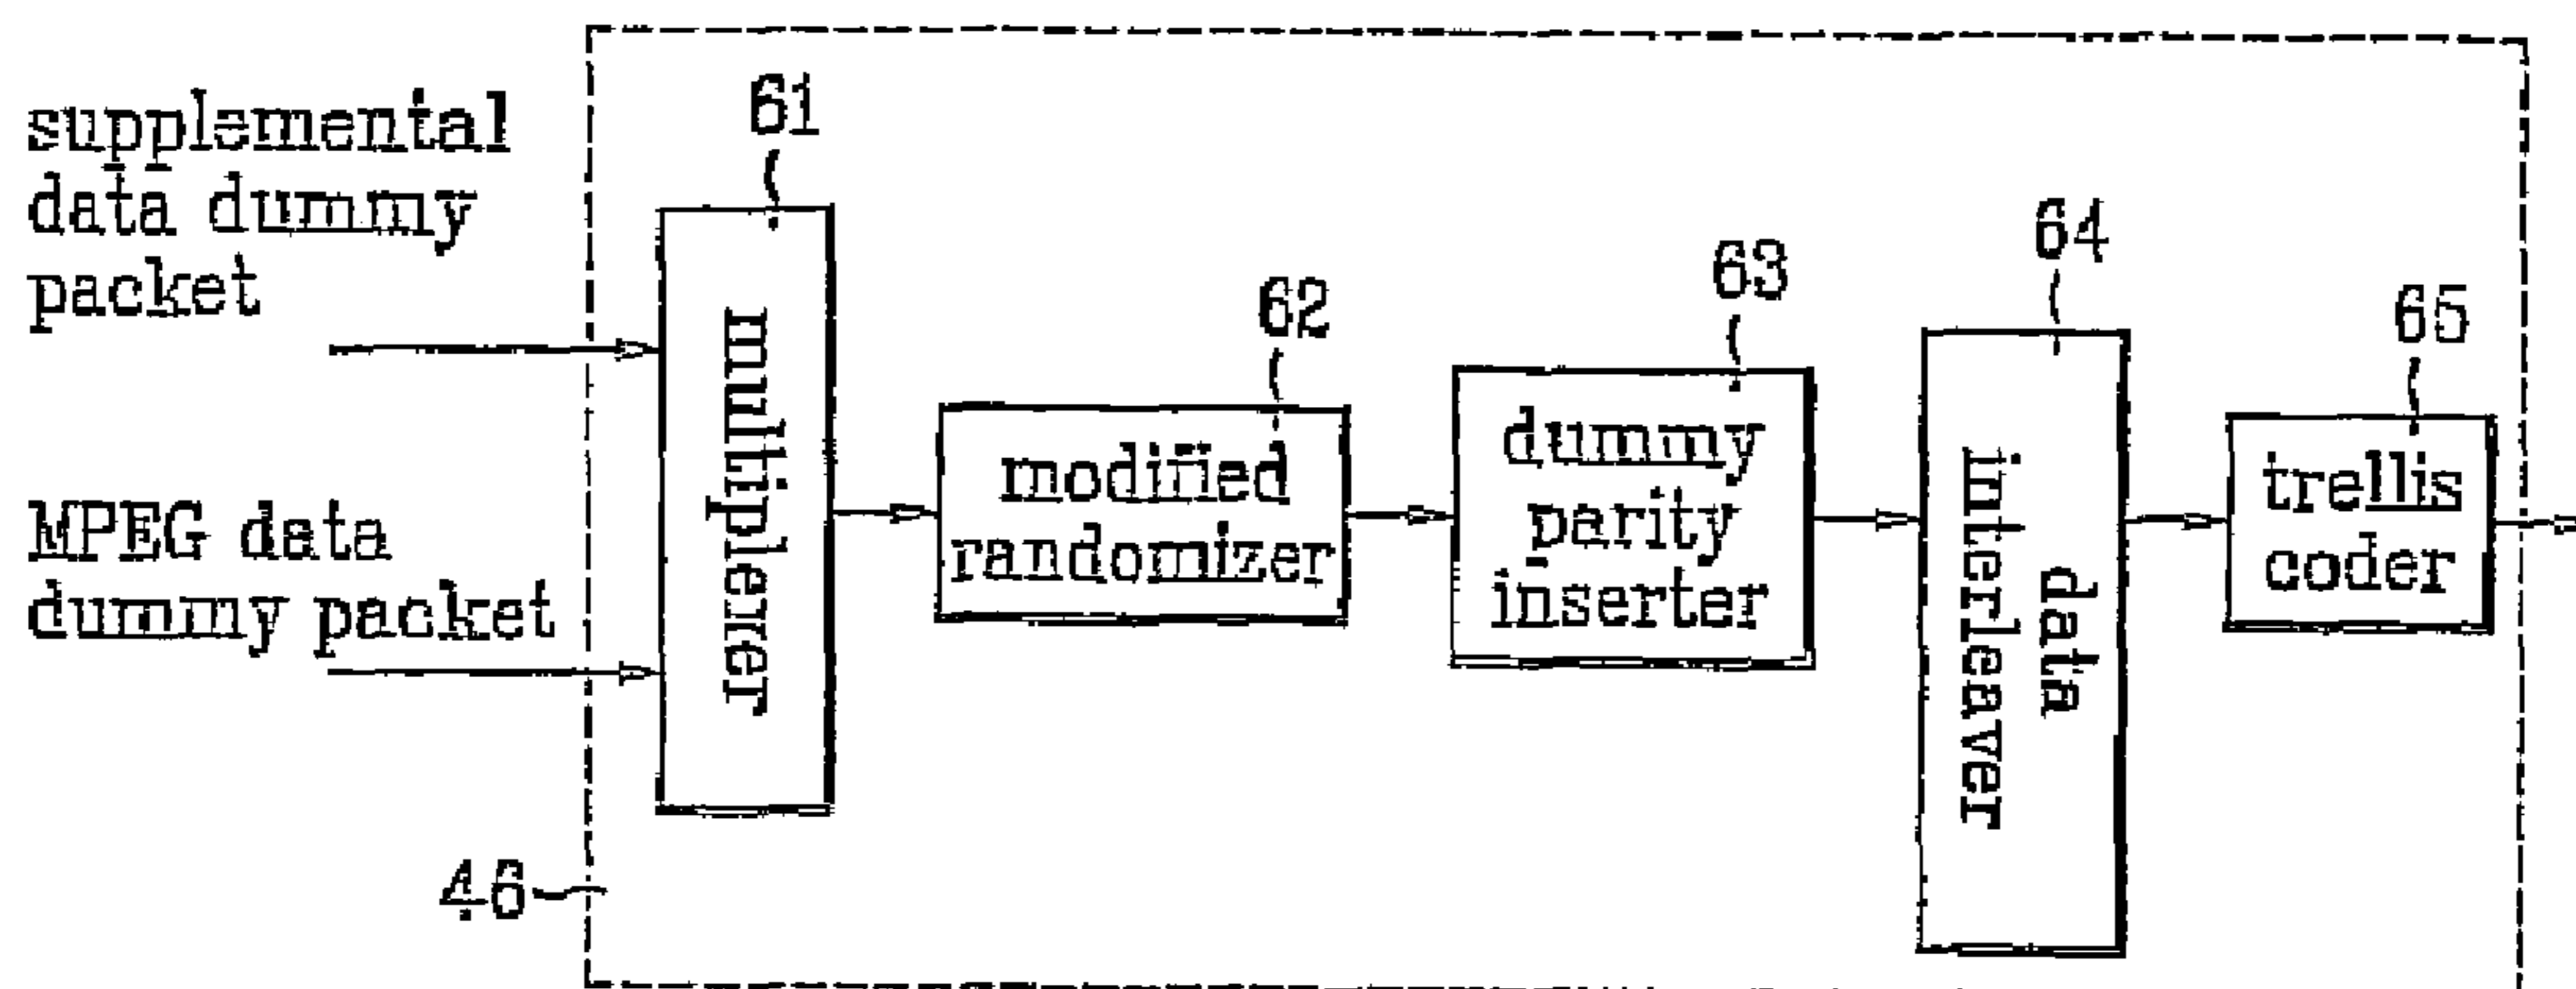 supplemental
data dummy
packet
MPEG data
dummy packet
46
61
multiplexer
62
modified
randomizer
63
dummy
parity
inserter
64
data
interleaver
65
trellis
coder